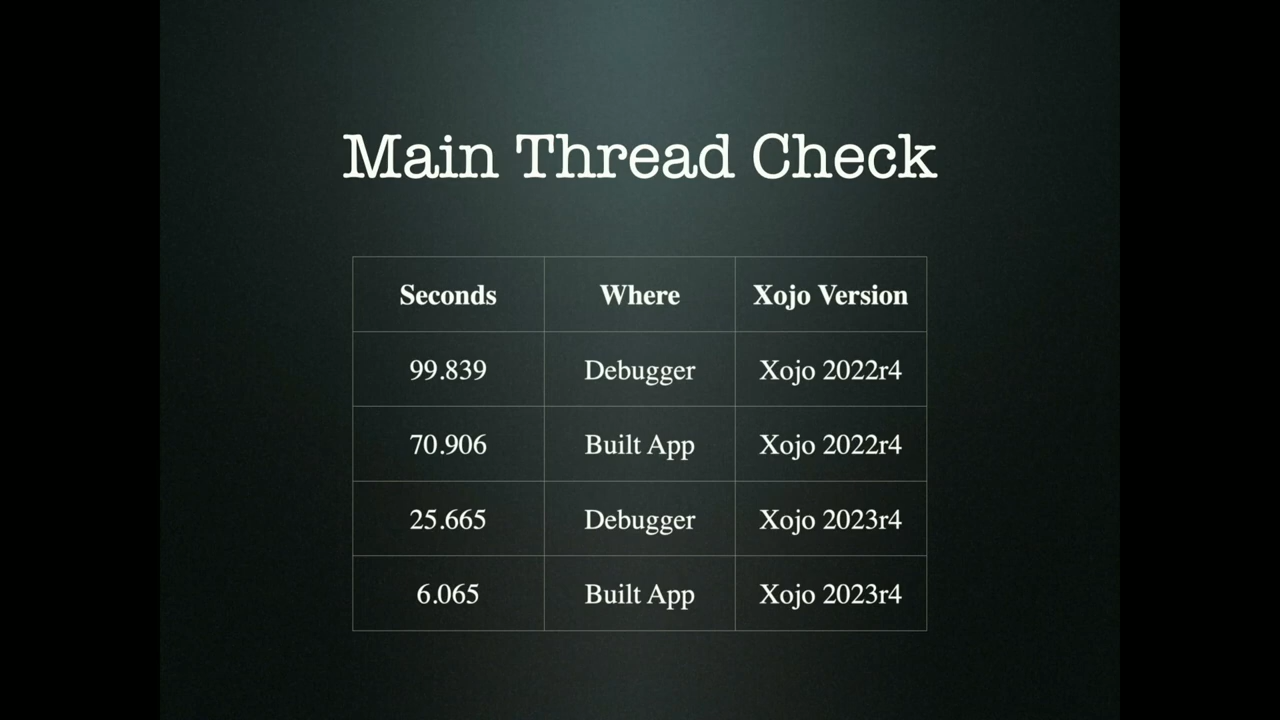 Main Thread Check
Seconds Where Xojo Version
99.839 Debugger Xojo 2022r4
70.906 Built App Xojo 2022r4
25.665 Debugger Xojo 2023r4
6.065 Built App Xojo 2023r4